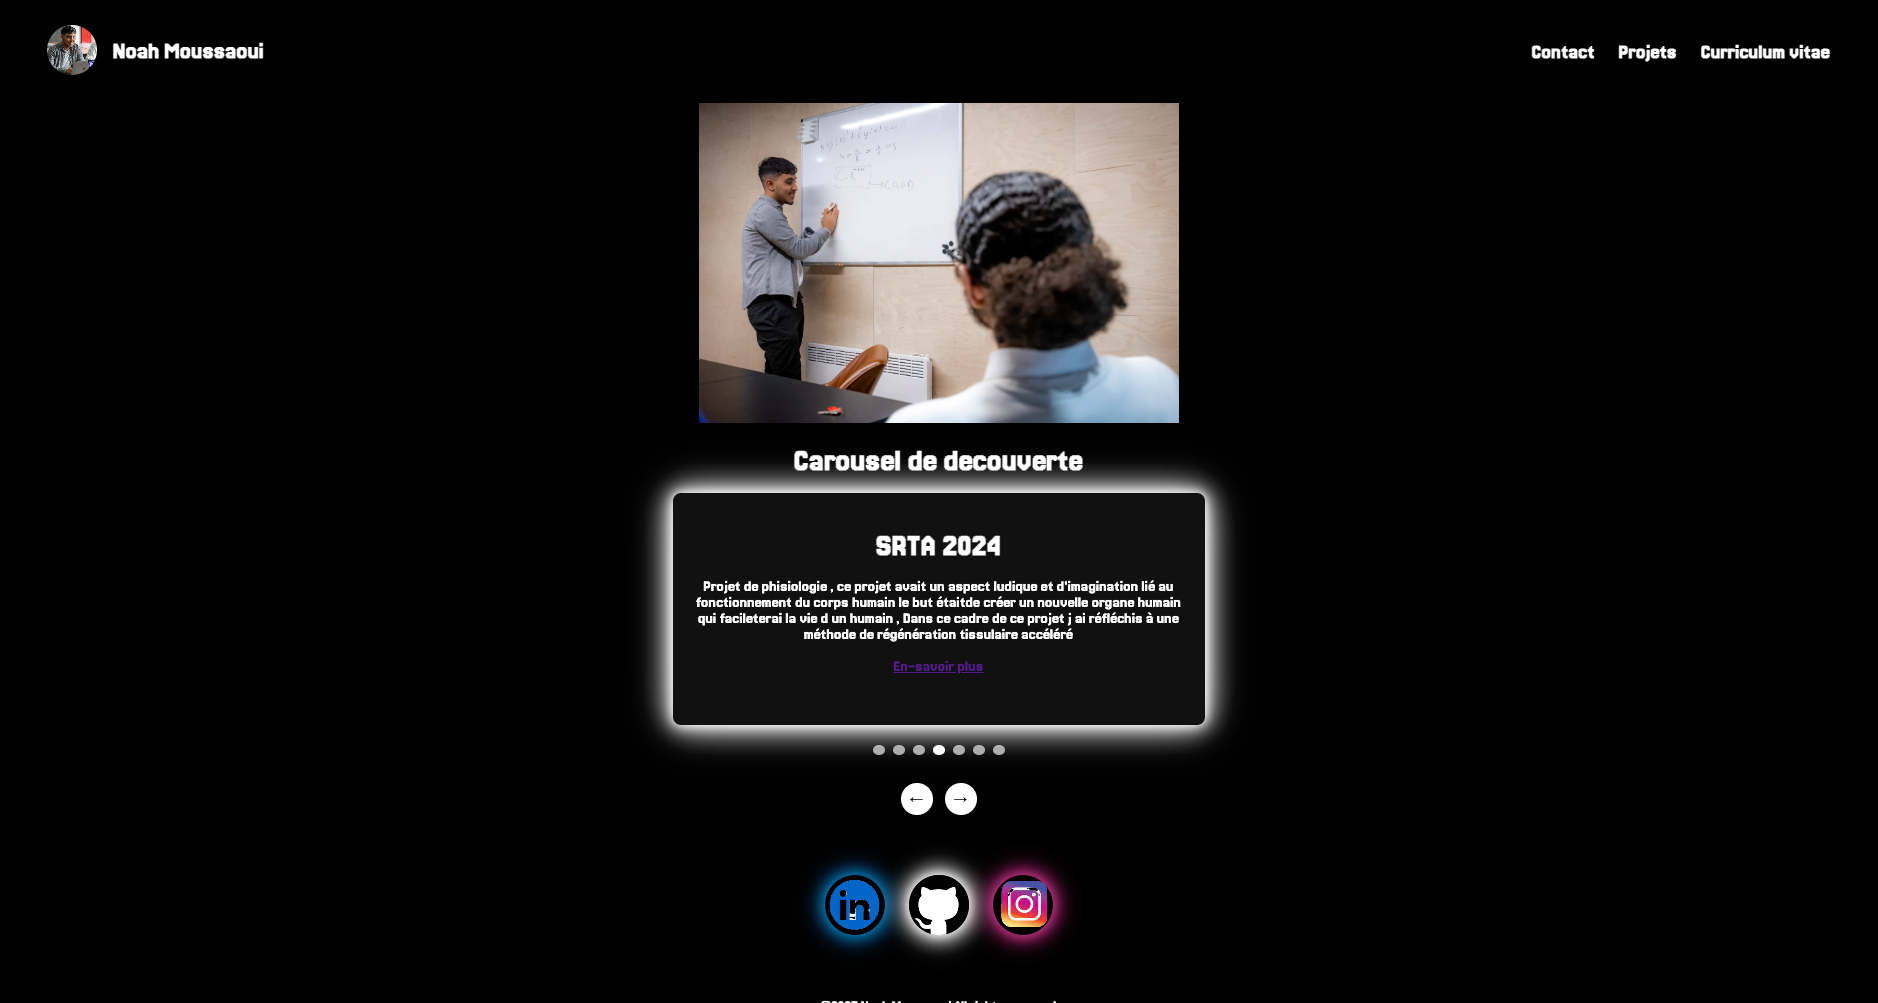 Noah Moussaoui
Contact Projets Curriculum vitae
Carousel de decouverte
SRTA 2024
Projet de phisiologie , ce projet avait un aspect ludique et d'imagination lié au
fonctionnement du corps humain le but étaitde créer un nouvelle organe humain
qui facileterai la vie d un humain , Dans ce cadre de ce projet j ai réfléchis à une
méthode de régénération tissulaire accéléré
En-savoir plus
← →
in